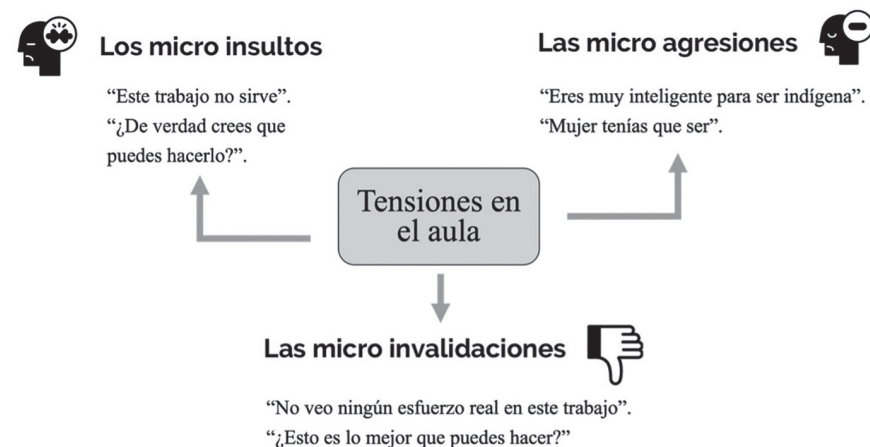 Los micro insultos
“Este trabajo no sirve”.
“¿De verdad crees que
puedes hacerlo?”.
Las micro agresiones
“Eres muy inteligente para ser indígena”.
“Mujer tenías que ser”.
Tensiones en
el aula
Las micro invalidaciones
“No veo ningún esfuerzo real en este trabajo”.
“¿Esto es lo mejor que puedes hacer?”